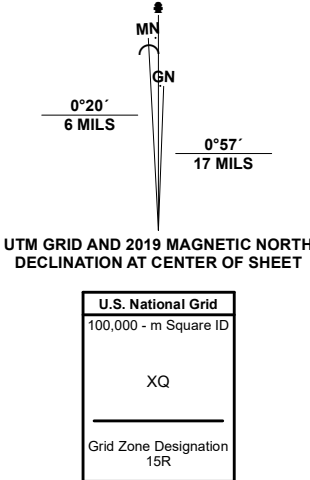 MN
GN
0°20´
6 MILS
0°57´
17 MILS
UTM GRID AND 2019 MAGNETIC NORTH
DECLINATION AT CENTER OF SHEET
U.S. National Grid
100,000 - m Square ID
XQ
Grid Zone Designation
15R